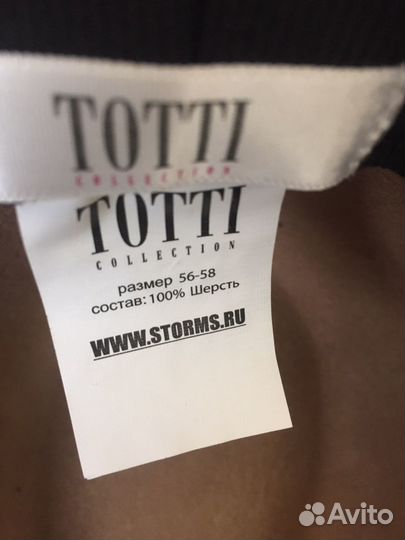 TOTTI
COLLECTION
TOTTI
COLLECTION
размер 56-58
состав:100% Шерсть
WWW.STORMS.RU
Avito